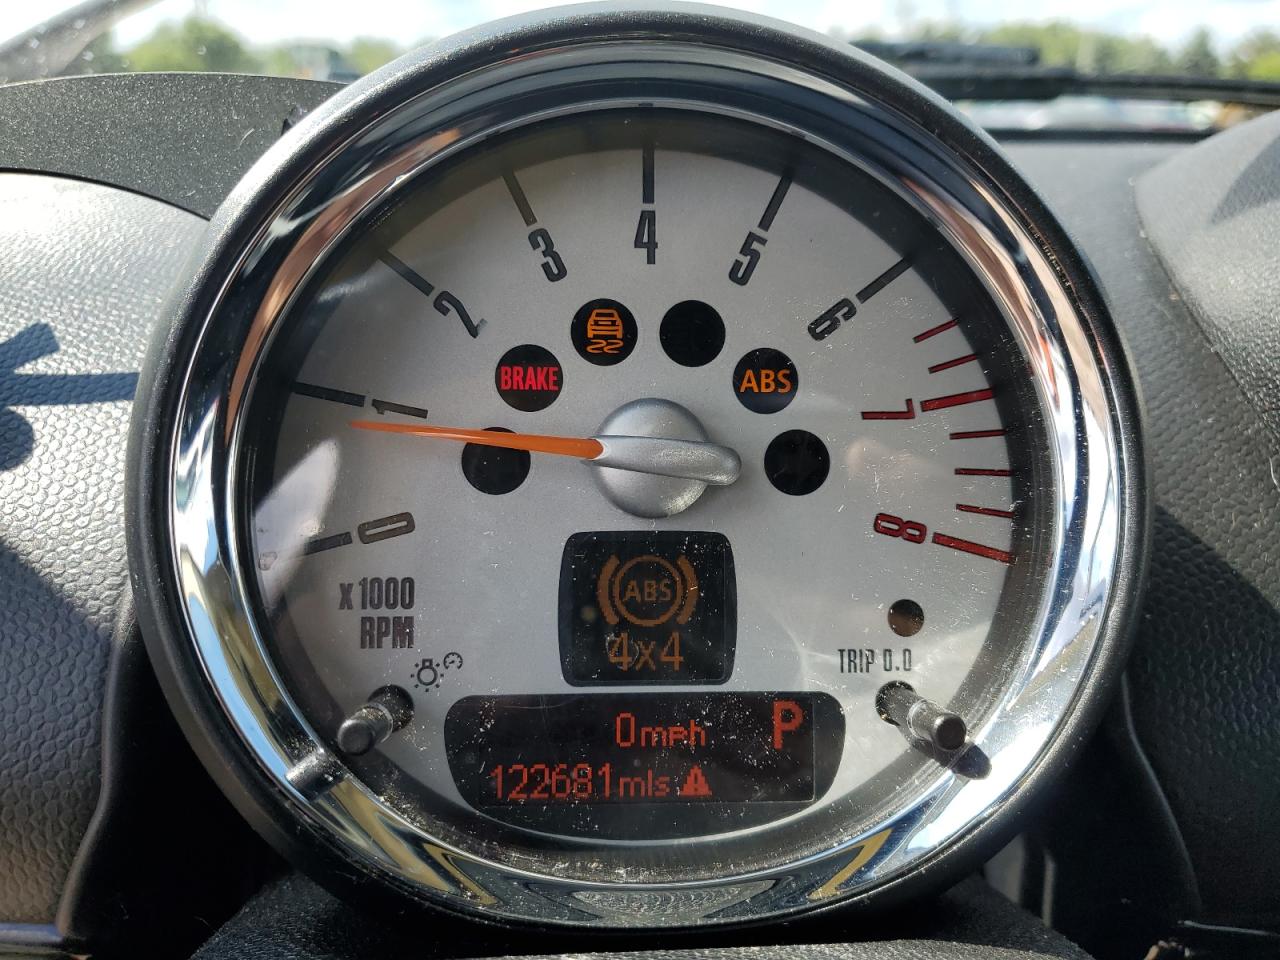 4
3
5
2
6
BRAKE
ABS
1
7
0
8
x1000
RPM
ABS
4x4
TRIP 0.0
0mph P
122681mls